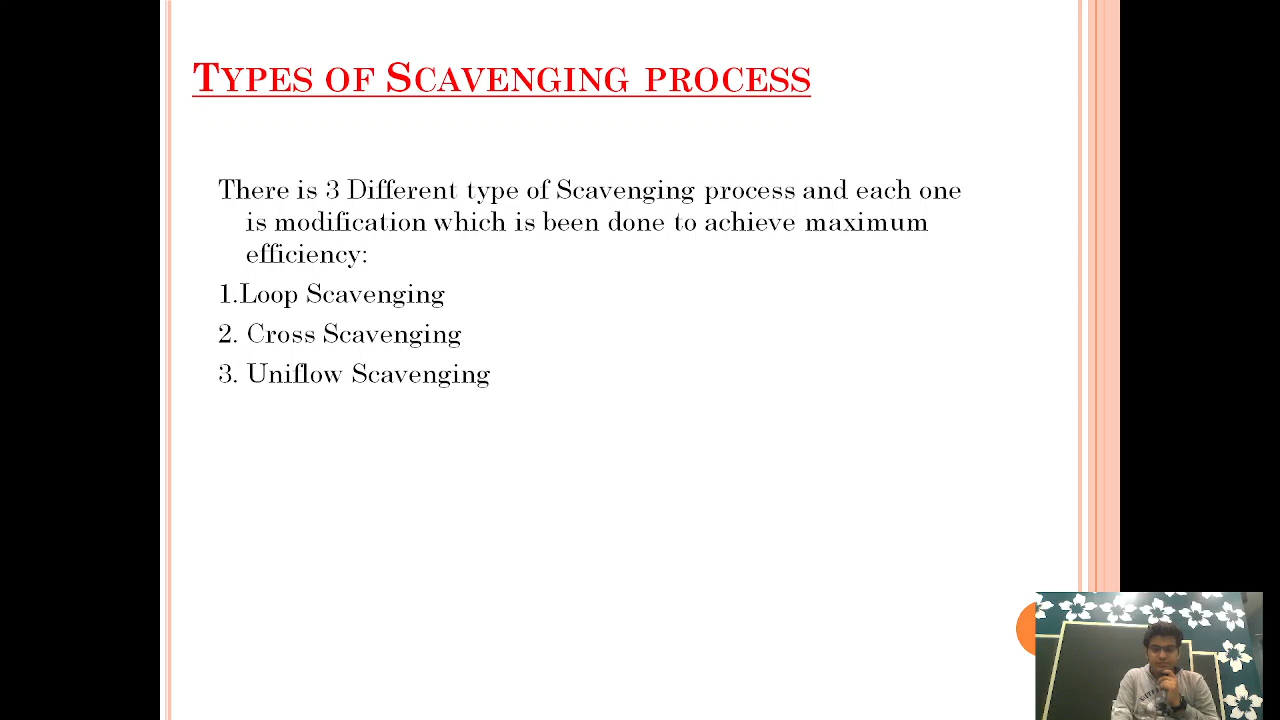 TYPES OF SCAVENGING PROCESS
There is 3 Different type of Scavenging process and each one
is modification which is been done to achieve maximum
efficiency:
1.Loop Scavenging
2. Cross Scavenging
3. Uniflow Scavenging